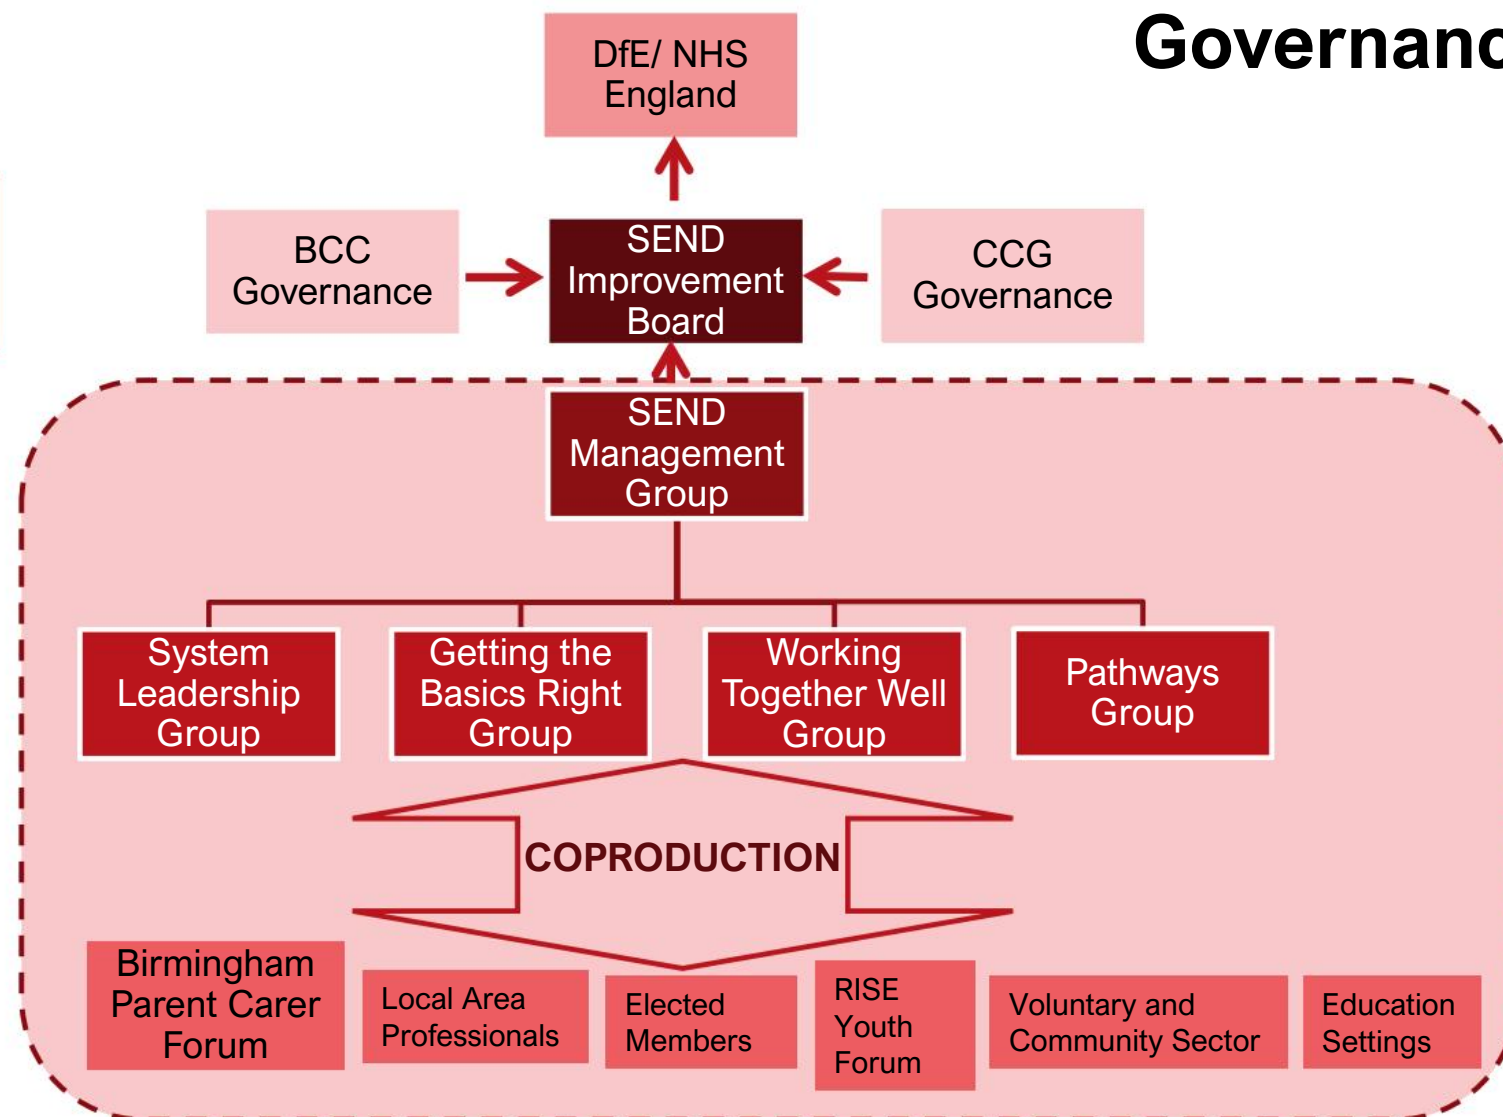 Governanc
DfE/ NHS
England
BCC
Governance
SEND
Improvement
Board
CCG
Governance
SEND
Management
Group
System
Leadership
Group
Getting the
Basics Right
Group
Working
Together Well
Group
Pathways
Group
COPRODUCTION
Birmingham
Parent Carer
Forum
Local Area
Professionals
Elected
Members
RISE
Youth
Forum
Voluntary and
Community Sector
Education
Settings